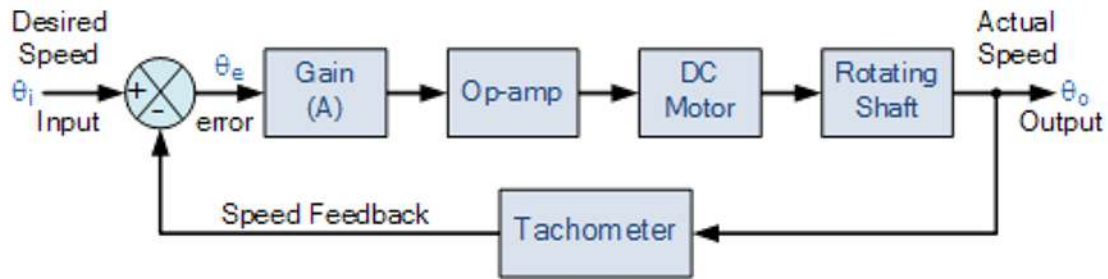 Desired
Speed
θi
Input
+
-
θe
error
Gain
(A)
Op-amp
DC
Motor
Rotating
Shaft
Actual
Speed
θo
Output
Speed Feedback
Tachometer